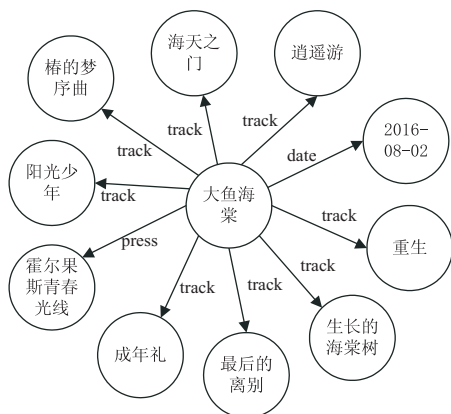 海天之
门
逍遥游
椿的梦
序曲
2016-
08-02
track
track
date
track
阳光少
年
track
大鱼海
棠
track
重生
press
霍尔果
斯青春
光线
track
track
track
生长的
海棠树
成年礼
最后的
离别